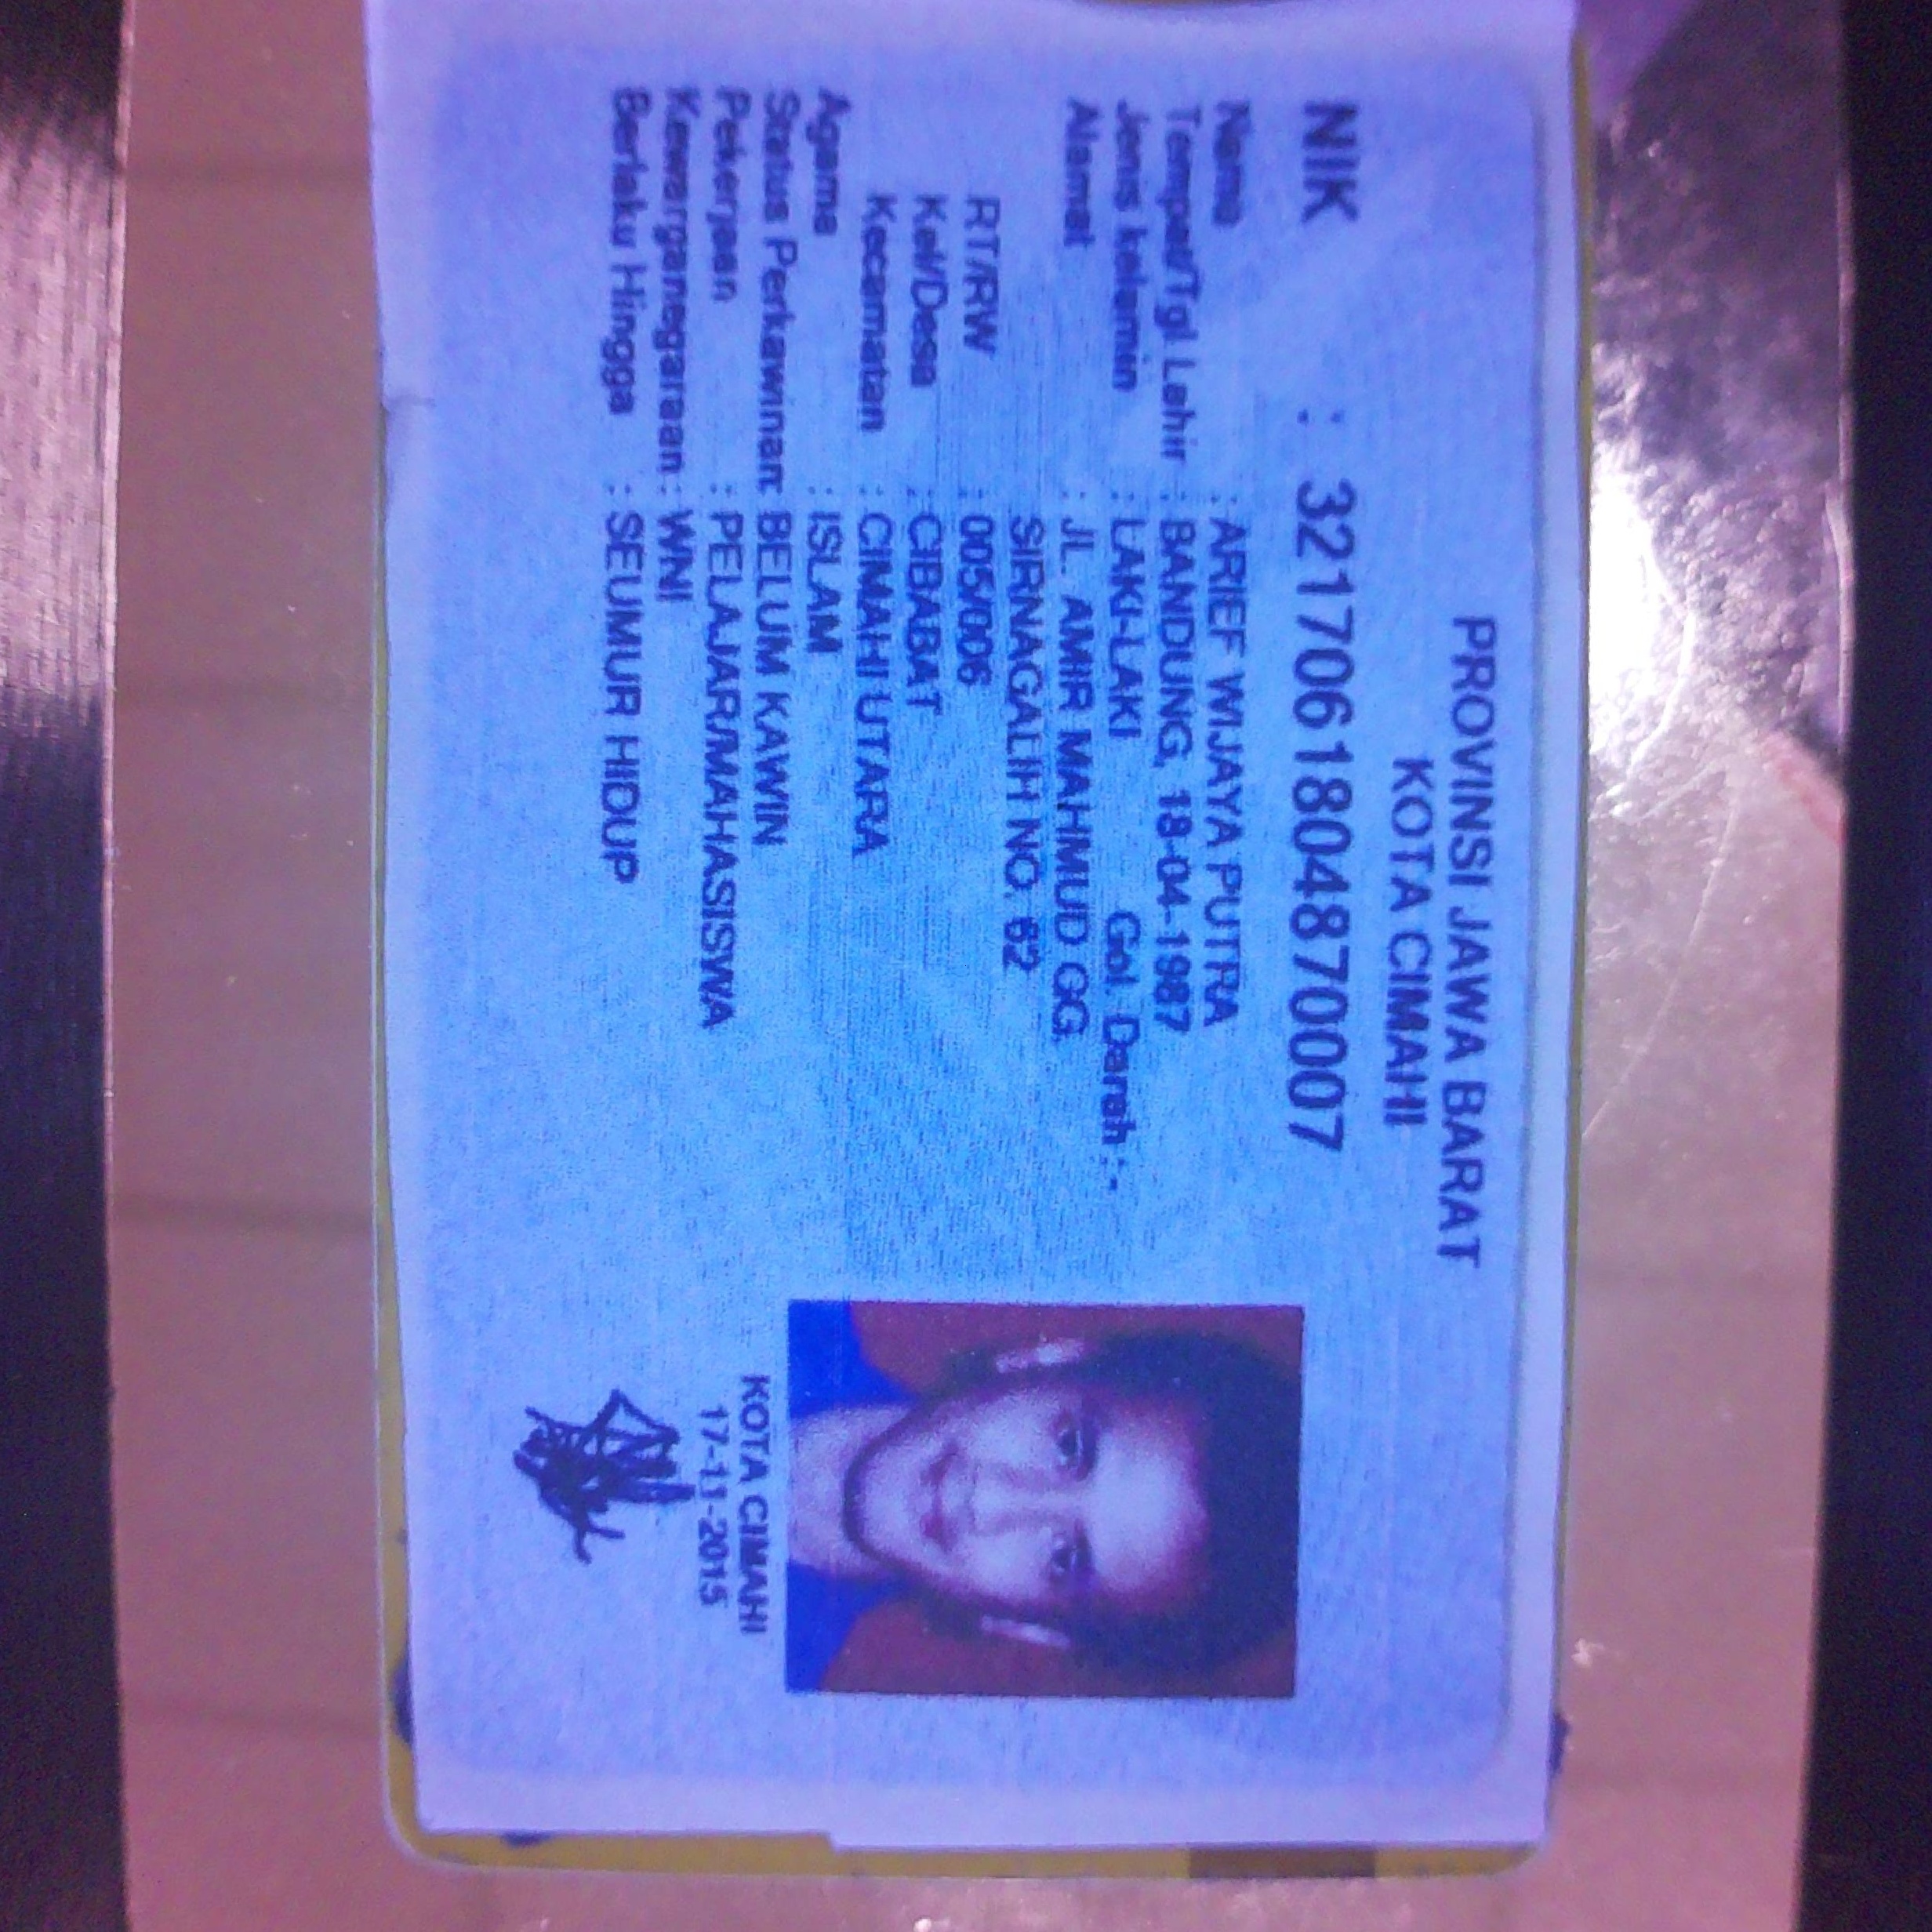 PROVINSI JAWA BARAT
KOTA CIMAHI
NIK : 3217061804870007
Nama : ARIEF WIJAYA PUTRA
Tempat/Tgl Lahir : BANDUNG, 18-04-1987
Jenis kelamin : LAKI-LAKI Gol. Darah : -
Alamat : JL. AMIR MAHMUD GG.
SIRNAGALIH NO. 62
RT/RW : 005/006
Kel/Desa : CIBABAT
Kecamatan : CIMAHI UTARA
Agama : ISLAM
Status Perkawinan: BELUM KAWIN
Pekerjaan : PELAJAR/MAHASISWA
Kewarganegaraan : WNI
Berlaku Hingga : SEUMUR HIDUP
KOTA CIMAHI
17-11-2015